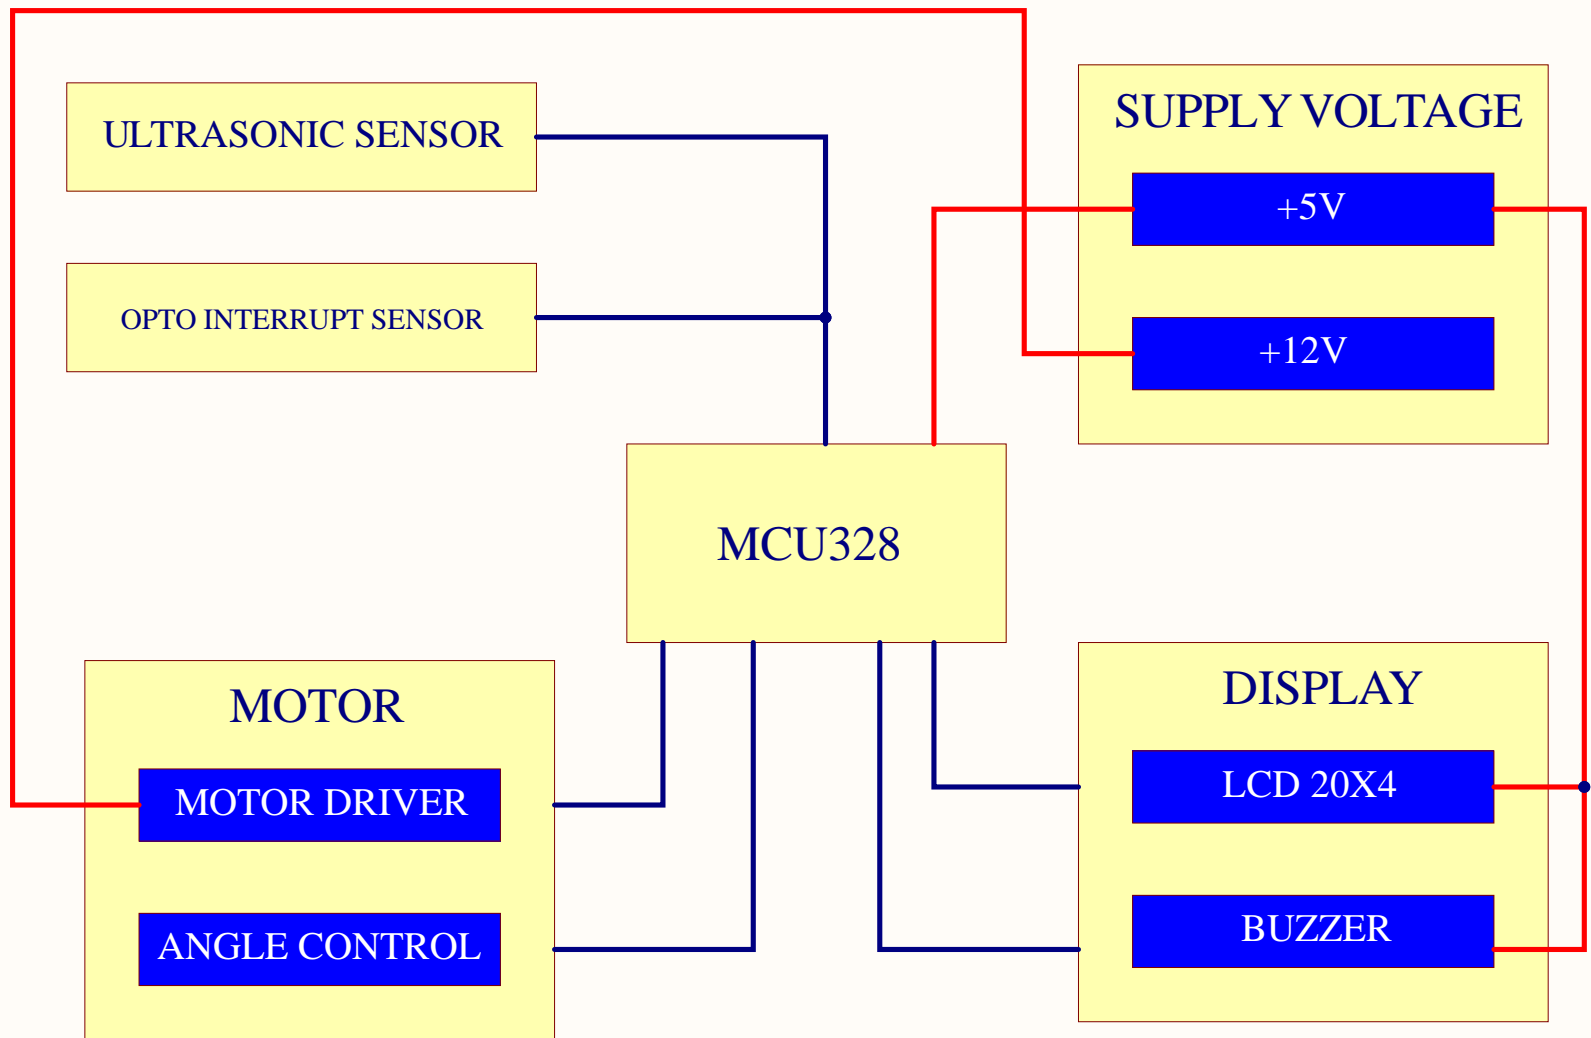 ULTRASONIC SENSOR
OPTO INTERRUPT SENSOR
SUPPLY VOLTAGE
+5V
+12V
MCU328
MOTOR
MOTOR DRIVER
ANGLE CONTROL
DISPLAY
LCD 20X4
BUZZER